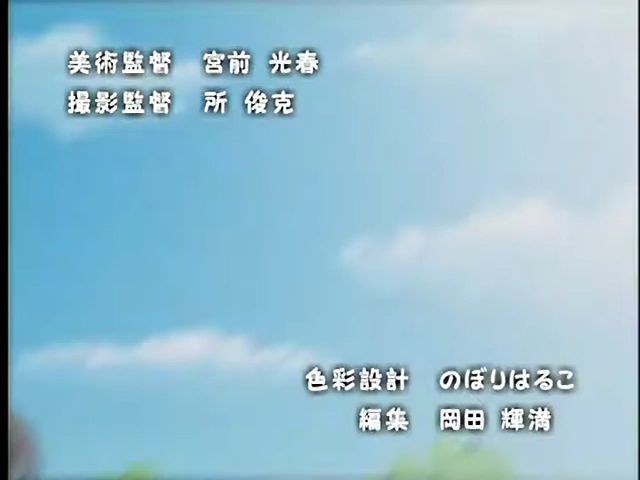 美術監督　宮前 光春
撮影監督　所 俊克
色彩設計　のぼりはるこ
編集　岡田 輝満